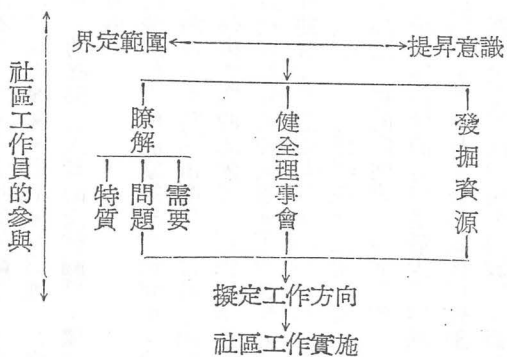 界定範圍
提昇意識
社區工作員的參與
瞭解
特質
問題
需要
健全理事會
發掘資源
擬定工作方向
社區工作實施